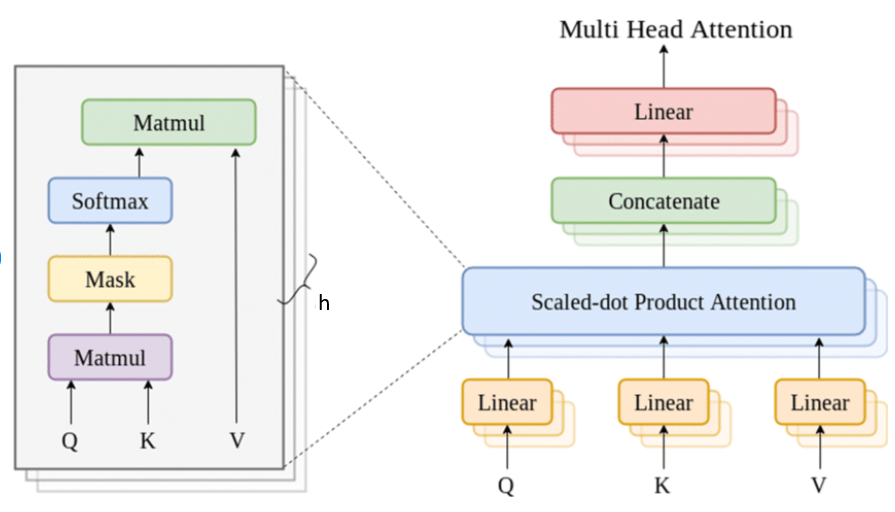 Multi Head Attention
Matmul
Softmax
Mask
Matmul
Q K V
h
Linear
Concatenate
Scaled-dot Product Attention
Linear Linear Linear
Q K V